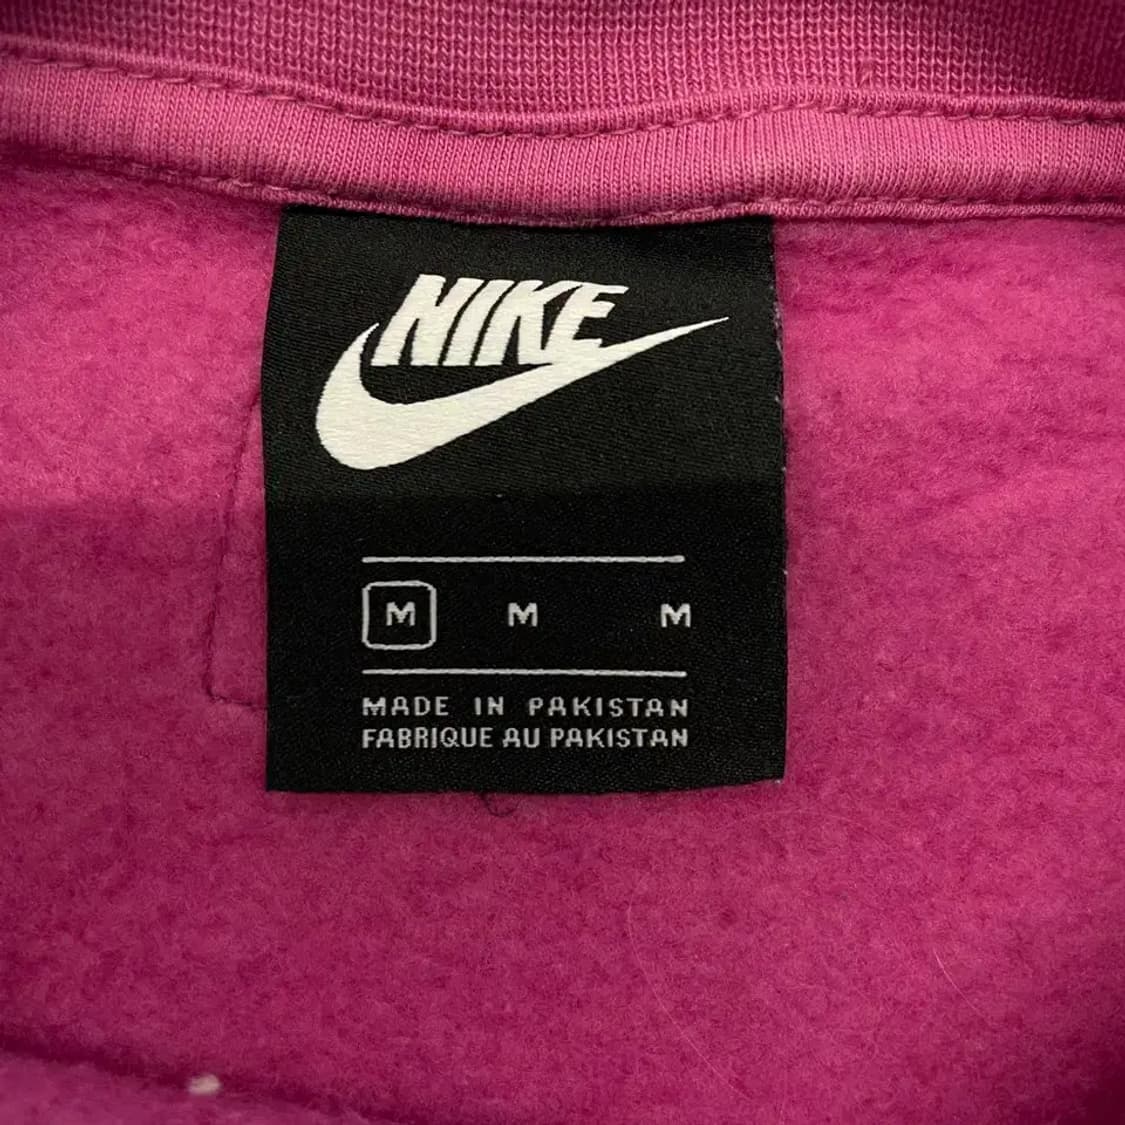 NIKE
M M M
MADE IN PAKISTAN
FABRIQUE AU PAKISTAN